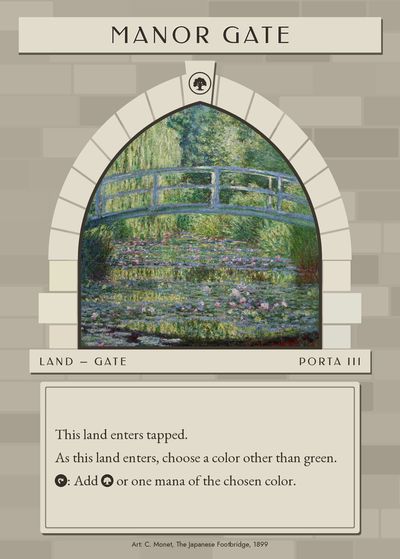 MANOR GATE
LAND – GATE
PORTA III
This land enters tapped.
As this land enters, choose a color other than green.
: Add or one mana of the chosen color.
Art: C. Monet, The Japanese Footbridge, 1899